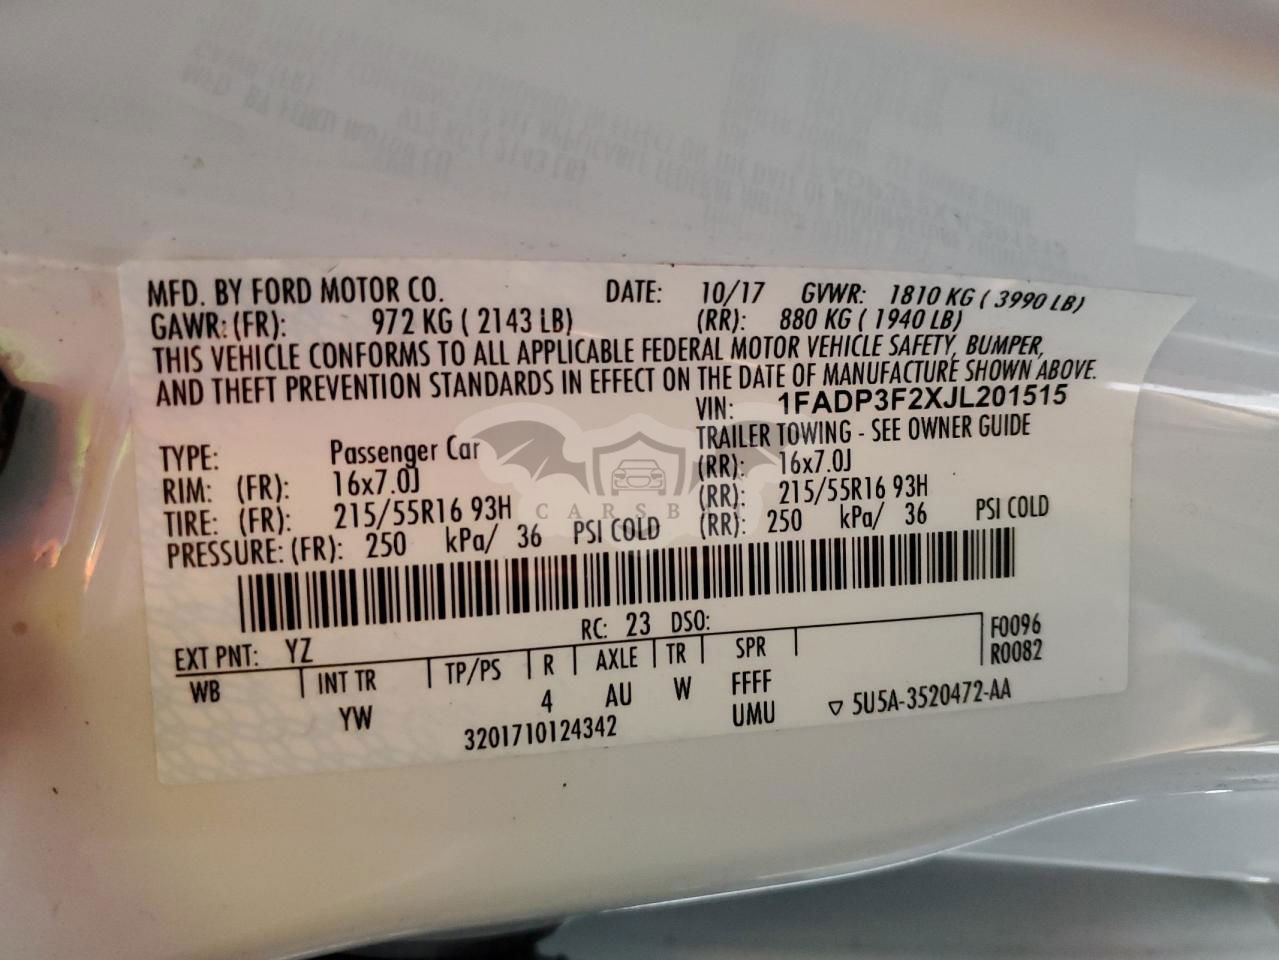 MFD. BY FORD MOTOR CO. DATE: 10/17 GVWR: 1810 KG ( 3990 LB)
GAWR: (FR): 972 KG ( 2143 LB) (RR): 880 KG ( 1940 LB)
THIS VEHICLE CONFORMS TO ALL APPLICABLE FEDERAL MOTOR VEHICLE SAFETY, BUMPER,
AND THEFT PREVENTION STANDARDS IN EFFECT ON THE DATE OF MANUFACTURE SHOWN ABOVE.
VIN: 1FADP3F2XJL201515
TYPE: Passenger Car TRAILER TOWING - SEE OWNER GUIDE
RIM: (FR): 16x7.0J (RR): 16x7.0J
TIRE: (FR): 215/55R16 93H (RR): 215/55R16 93H
PRESSURE: (FR): 250 kPa/ 36 PSI COLD (RR): 250 kPa/ 36 PSI COLD
CARSB
RC: 23 DSO:
EXT PNT: YZ F0096
WB INT TR TP/PS R AXLE TR SPR R0082
YW 4 AU W FFFF
3201710124342 UMU ▽ 5U5A-3520472-AA